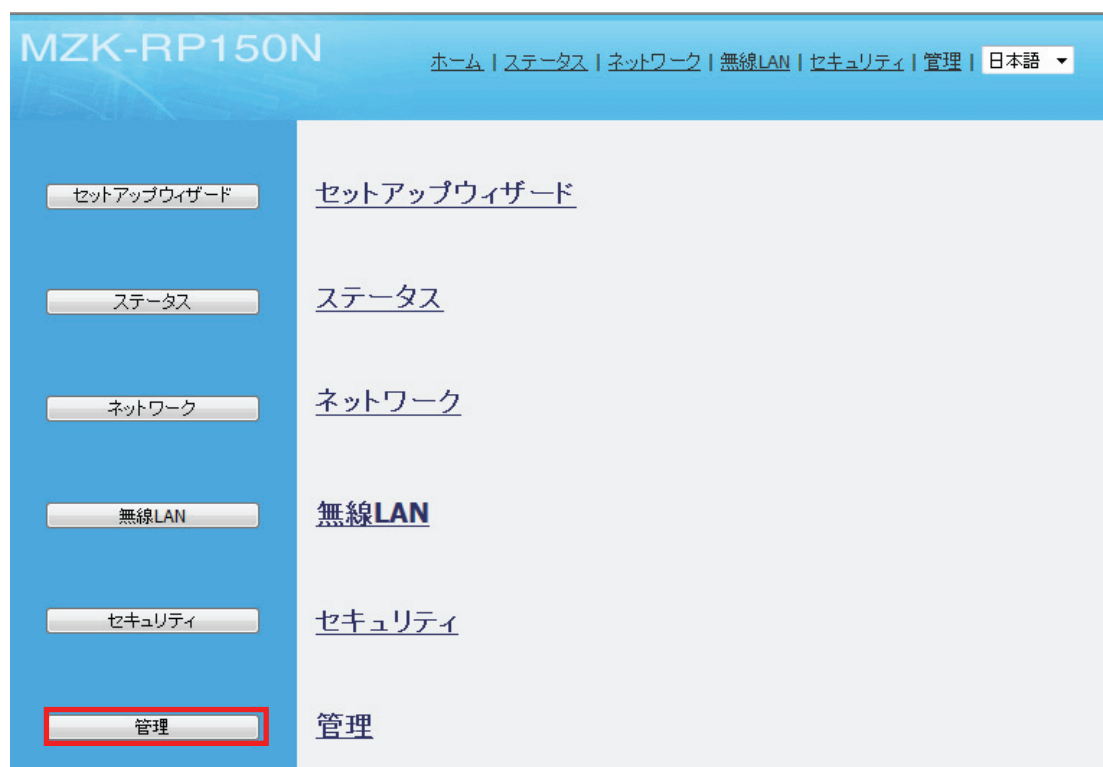 MZK-RP150N
ホーム | ステータス | ネットワーク | 無線LAN | セキュリティ | 管理 | 日本語
セットアップウィザード セットアップウィザード
ステータス ステータス
ネットワーク ネットワーク
無線LAN 無線LAN
セキュリティ セキュリティ
管理 管理